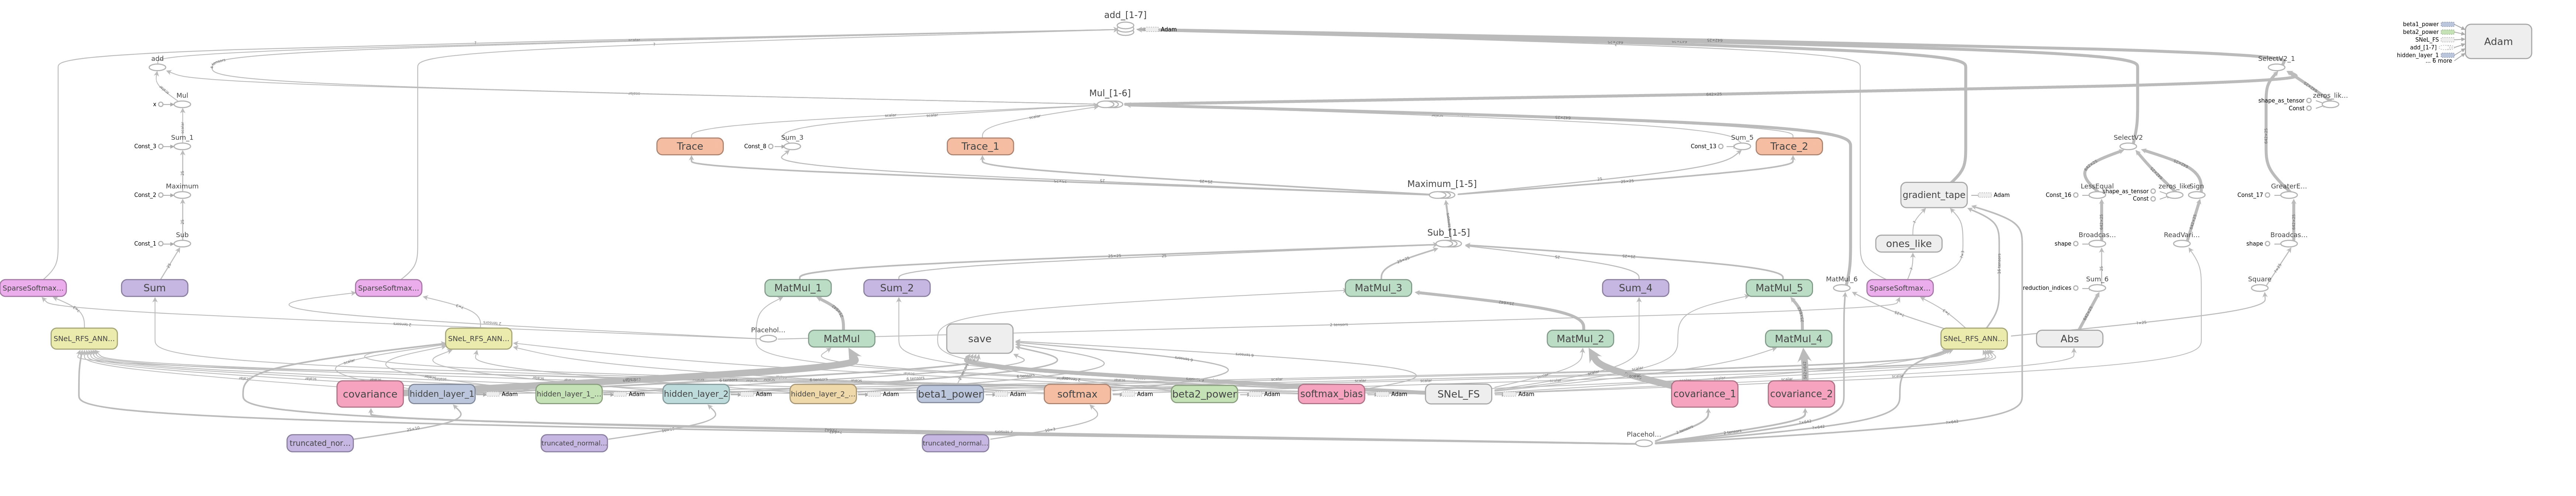 add_[1-7]
Adam
beta1_power
beta2_power
SNeL_FS
add_[1-7]
hidden_layer_1
... 6 more
Adam
add
SelectV2_1
Mul
x
Mul_[1-6]
shape_as_tensor
zeros_lik...
Const
Sum_1
Const_3
Trace
Sum_3
Const_8
Trace_1
Sum_5
Const_13
Trace_2
SelectV2
Maximum
Const_2
Maximum_[1-5]
gradient_tape
Adam
LessEqual
Const_16
shape_as_tensor
zeros_like
Sign
Const
GreaterE...
Const_17
Sub
Const_1
Sub_[1-5]
ones_like
Broadcas...
shape
ReadVari...
Broadcas...
shape
SparseSoftmax...
Sum
SparseSoftmax...
MatMul_1
Sum_2
MatMul_3
Sum_4
MatMul_5
MatMul_6
SparseSoftmax...
Sum_6
reduction_indices
Square
SNeL_RFS_ANN...
SNeL_RFS_ANN...
Placehol...
MatMul
save
MatMul_2
MatMul_4
SNeL_RFS_ANN...
Abs
covariance
hidden_layer_1
Adam
hidden_layer_1_...
Adam
hidden_layer_2
Adam
hidden_layer_2_...
Adam
beta1_power
Adam
softmax
Adam
beta2_power
Adam
softmax_bias
Adam
SNeL_FS
Adam
covariance_1
covariance_2
truncated_nor...
truncated_normal...
truncated_normal...
Placehol...